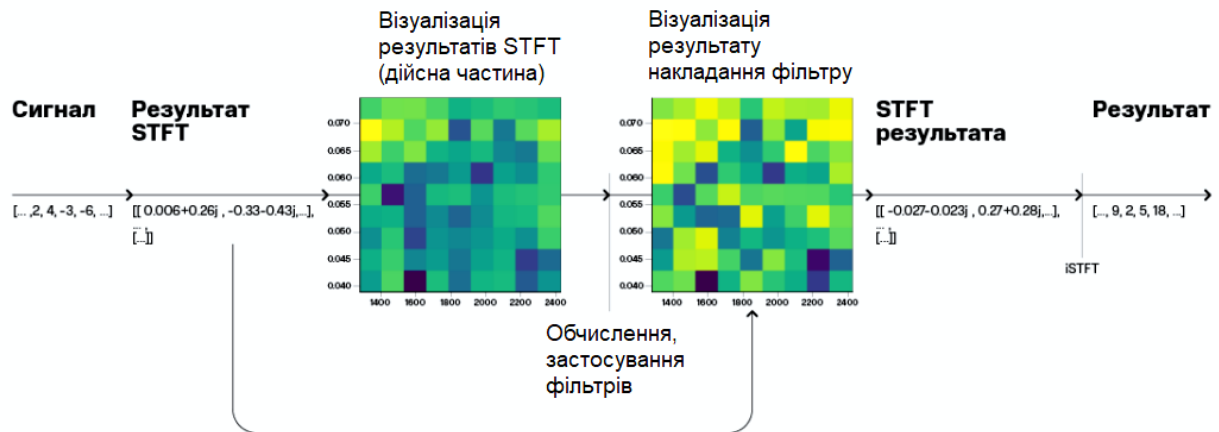 Візуалізація
результатів STFT
(дійсна частина)
Візуалізація
результату
накладання фільтру
Сигнал
Результат
STFT
STFT
результата
Результат
0.070
0.065
0.060
0.055
0.050
0.045
0.040
1400 1600 1800 2000 2200 2400
0.070
0.065
0.060
0.055
0.050
0.045
0.040
1400 1600 1800 2000 2200 2400
[... ,2, 4, -3, -6, ...]
[[ 0.006+0.26j , -0.33-0.43j,...],
... ,
[...]]
[[ -0.027-0.023j , 0.27+0.28j,...],
... ,
[...]]
[..., 9, 2, 5, 18, ...]
iSTFT
Обчислення,
застосування
фільтрів